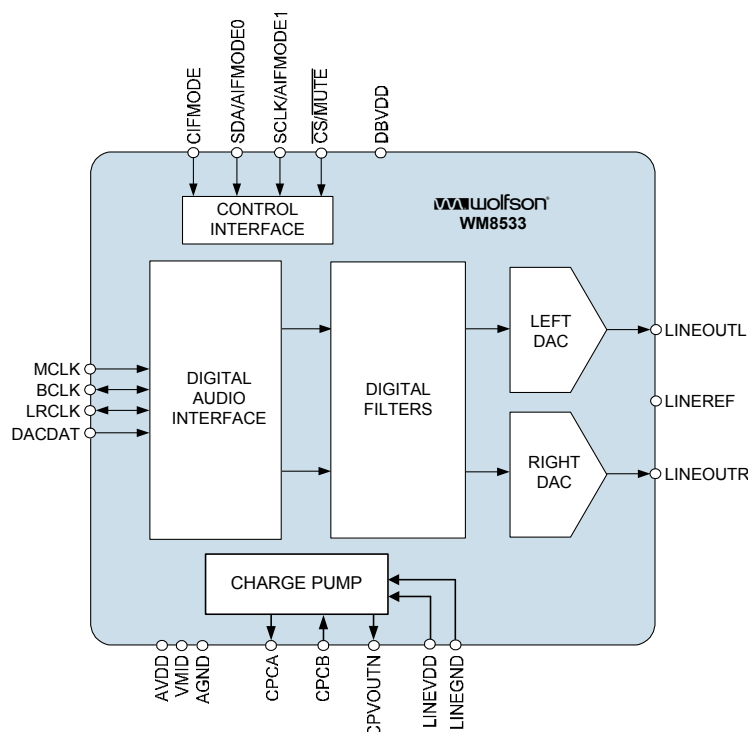 CIFMODE
SDA/AIFMODE0
SCLK/AIFMODE1
CS/MUTE
DBVDD
CONTROL
INTERFACE
wolfson
WM8533
DIGITAL
AUDIO
INTERFACE
DIGITAL
FILTERS
LEFT
DAC
RIGHT
DAC
MCLK
BCLK
LRCLK
DACDAT
LINEOUTL
LINEREF
LINEOUTR
CHARGE PUMP
AVDD
VMID
AGND
CPCA
CPCB
CPVOUTN
LINEVDD
LINEGND